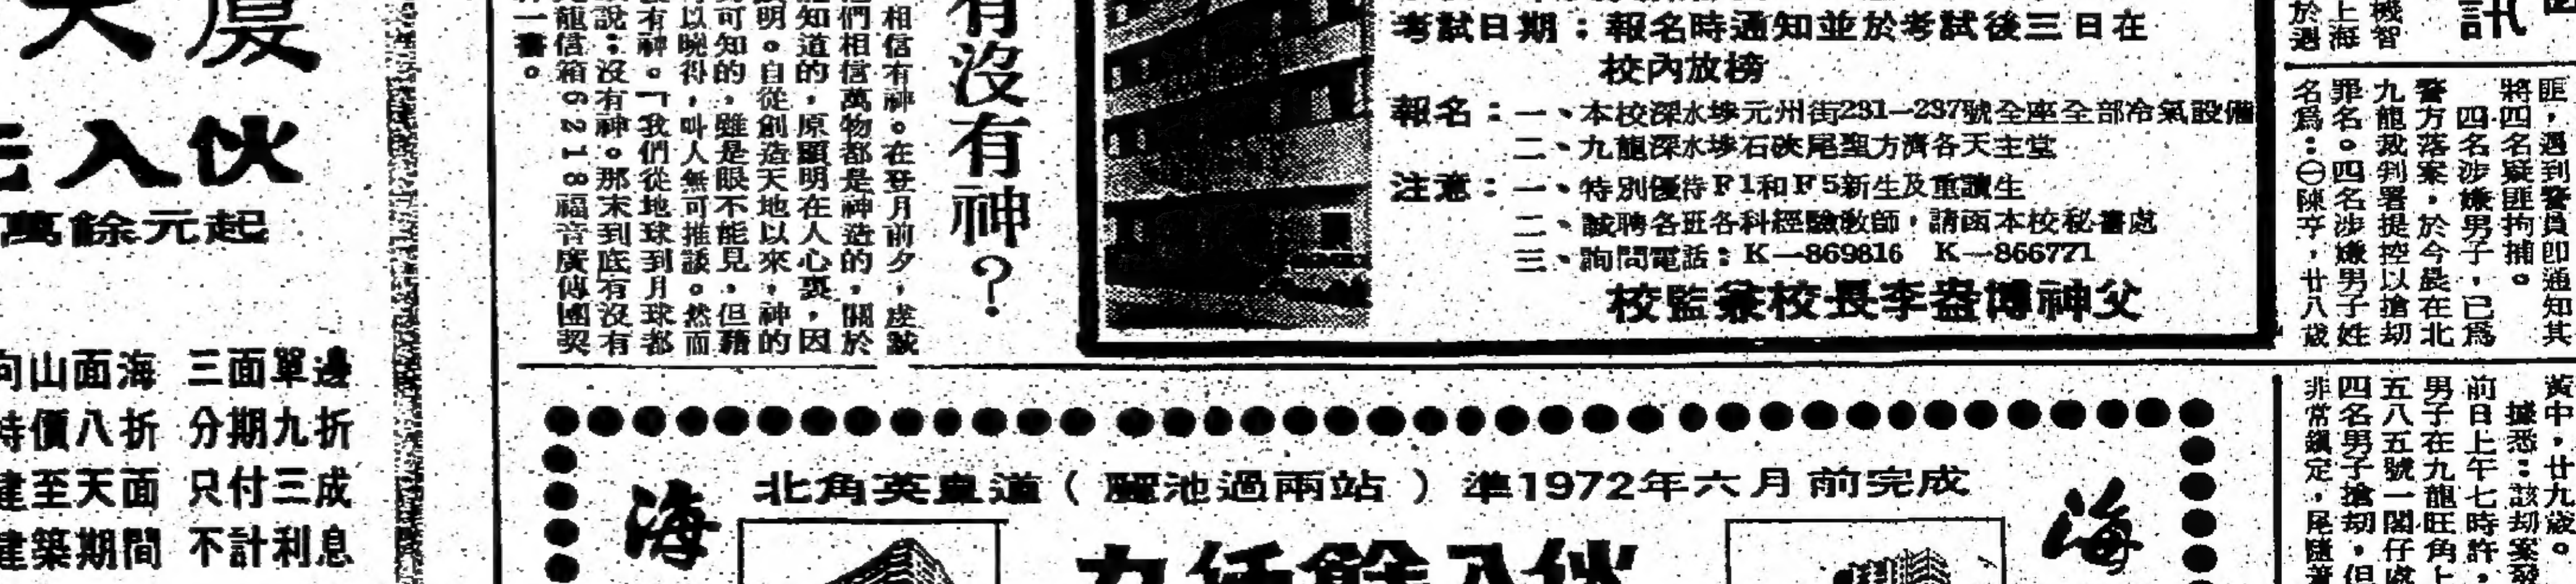 大廈
入伙
萬餘元起
向山面海 三面單邊
特價八折 分期九折
建至天面 只付三成
建築期間 不計利息
有沒有神？
相信有神。在登月前夕，虔誠
們相信萬物都是神造的，關於
能知道的，原顯明在人心裏，因
明。自從創造天地以來，神的
可知的，雖是眼不能見，但藉
以曉得，叫人無可推諉。然而
有神。「我們從地球到月球都
說：沒有神。那末到底有沒有
龍信箱6218福音廣傳團契
一書。
考試日期：報名時通知並於考試後三日在
校內放榜
報名：一、本校深水埗元州街231—237號全座全部冷氣設備
二、九龍深水埗石硤尾聖方濟各天主堂
注意：一、特別優待F1和F5新生及重讀生
二、誠聘各班各科經驗教師，請函本校秘書處
三、詢問電話：K—869816 K—866771
校監兼校長李盎博神父
訊
機智
上海
於遇
匪，遇到警員即通知其
將四名疑匪拘捕。
四名涉嫌男子，已爲
警方落案，於今晨在北
九龍裁判署提控以搶刧
罪名。四名涉嫌男子姓
名爲：㊀陳亨，廿八歲
黃中，廿九歲。
據悉：該刧案發
前日上午七時許，
男子在九龍旺角上
五八五號一閣仔處
四名男子搶刧，但
非常鎮定，尾隨著
北角英皇道（麗池過兩站）準1972年六月前完成
海
海
九伍餘入伙